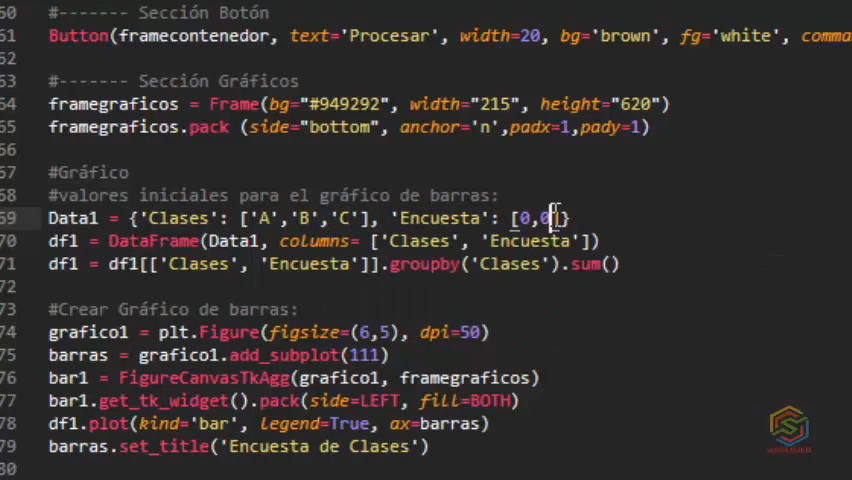 60 #------- Sección Botón
61 Button(framecontenedor, text='Procesar', width=20, bg='brown', fg='white', comma
62
63 #------- Sección Gráficos
64 framegraficos = Frame(bg="#949292", width="215", height="620")
65 framegraficos.pack (side="bottom", anchor='n',padx=1,pady=1)
66
67 #Gráfico
68 #valores iniciales para el gráfico de barras:
69 Data1 = {'Clases': ['A','B','C'], 'Encuesta': [0,0]}
70 df1 = DataFrame(Data1, columns= ['Clases', 'Encuesta'])
71 df1 = df1[['Clases', 'Encuesta']].groupby('Clases').sum()
72
73 #Crear Gráfico de barras:
74 grafico1 = plt.Figure(figsize=(6,5), dpi=50)
75 barras = grafico1.add_subplot(111)
76 bar1 = FigureCanvasTkAgg(grafico1, framegraficos)
77 bar1.get_tk_widget().pack(side=LEFT, fill=BOTH)
78 df1.plot(kind='bar', legend=True, ax=barras)
79 barras.set_title('Encuesta de Clases')
80